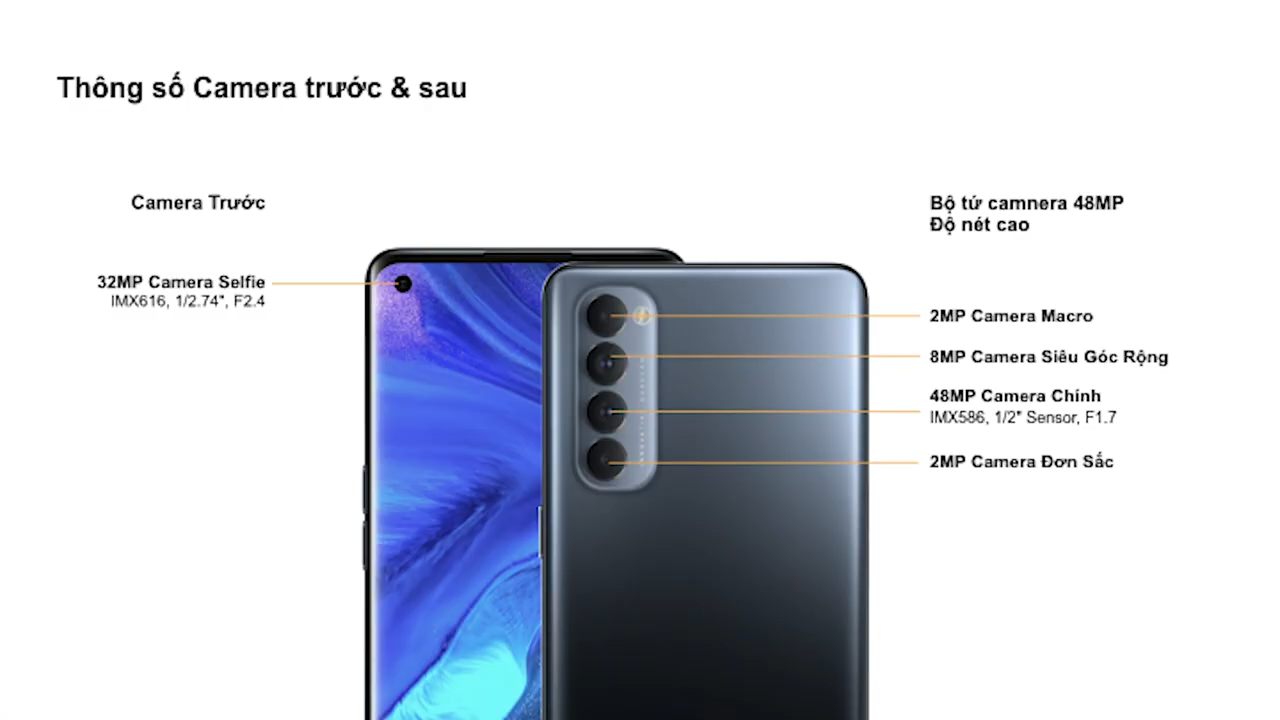 Thông số Camera trước & sau
Camera Trước
32MP Camera Selfie
IMX616, 1/2.74", F2.4
Bộ tứ camnera 48MP
Độ nét cao
2MP Camera Macro
8MP Camera Siêu Góc Rộng
48MP Camera Chính
IMX586, 1/2" Sensor, F1.7
2MP Camera Đơn Sắc